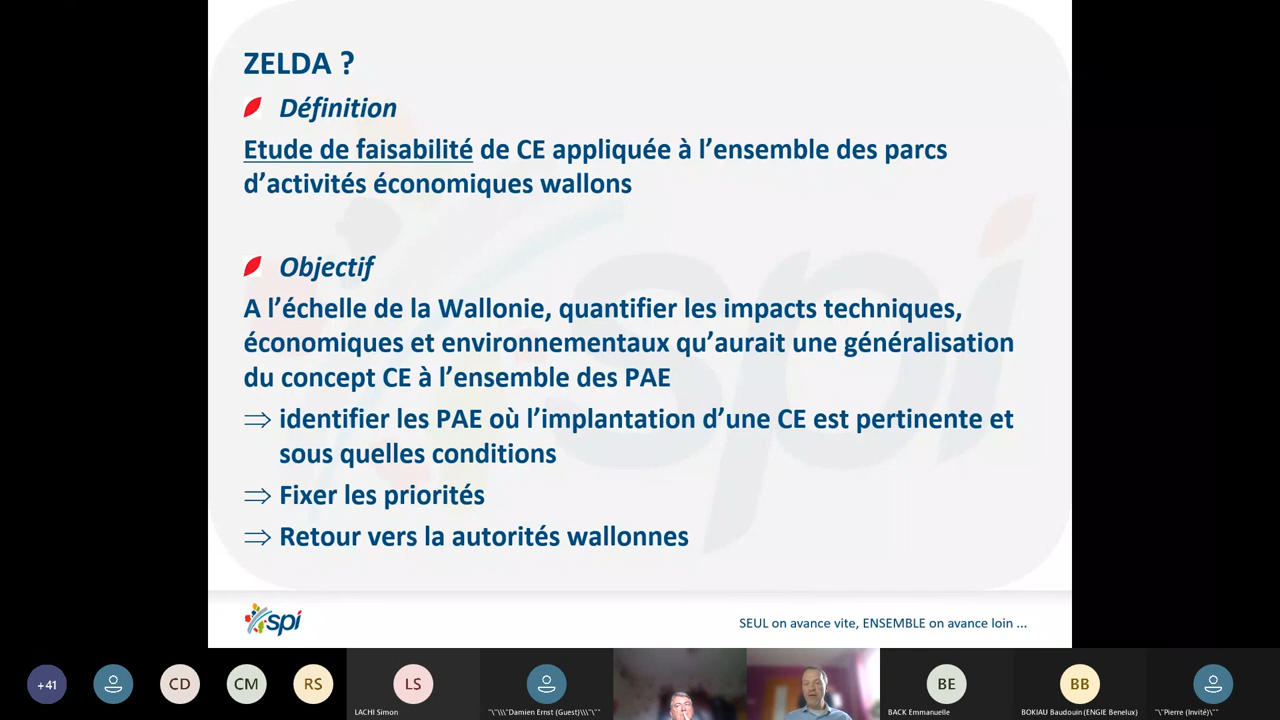 ZELDA ?
Définition
Etude de faisabilité de CE appliquée à l’ensemble des parcs
d’activités économiques wallons
Objectif
A l’échelle de la Wallonie, quantifier les impacts techniques,
économiques et environnementaux qu’aurait une généralisation
du concept CE à l’ensemble des PAE
⇒ identifier les PAE où l’implantation d’une CE est pertinente et
sous quelles conditions
⇒ Fixer les priorités
⇒ Retour vers la autorités wallonnes
spi
SEUL on avance vite, ENSEMBLE on avance loin ...
+41
CD
CM
RS
LS
LACHI Simon
"\"\\\"Damien Ernst (Guest)\\\"\""
BE
BACK Emmanuelle
BB
BOKIAU Baudouin (ENGIE Benelux)
"\"Pierre (Invité)\""